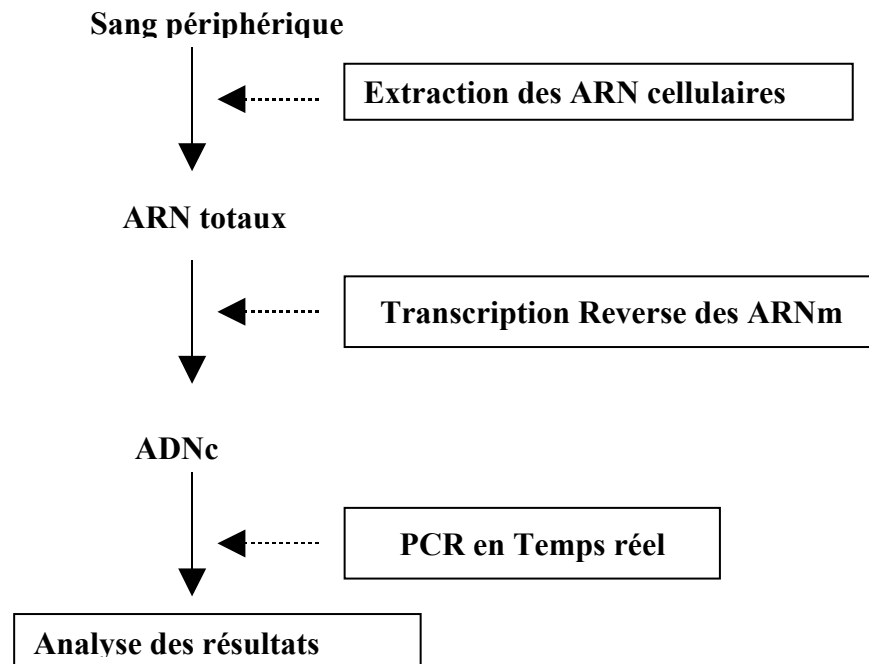 Sang périphérique
Extraction des ARN cellulaires
ARN totaux
Transcription Reverse des ARNm
ADNc
PCR en Temps réel
Analyse des résultats